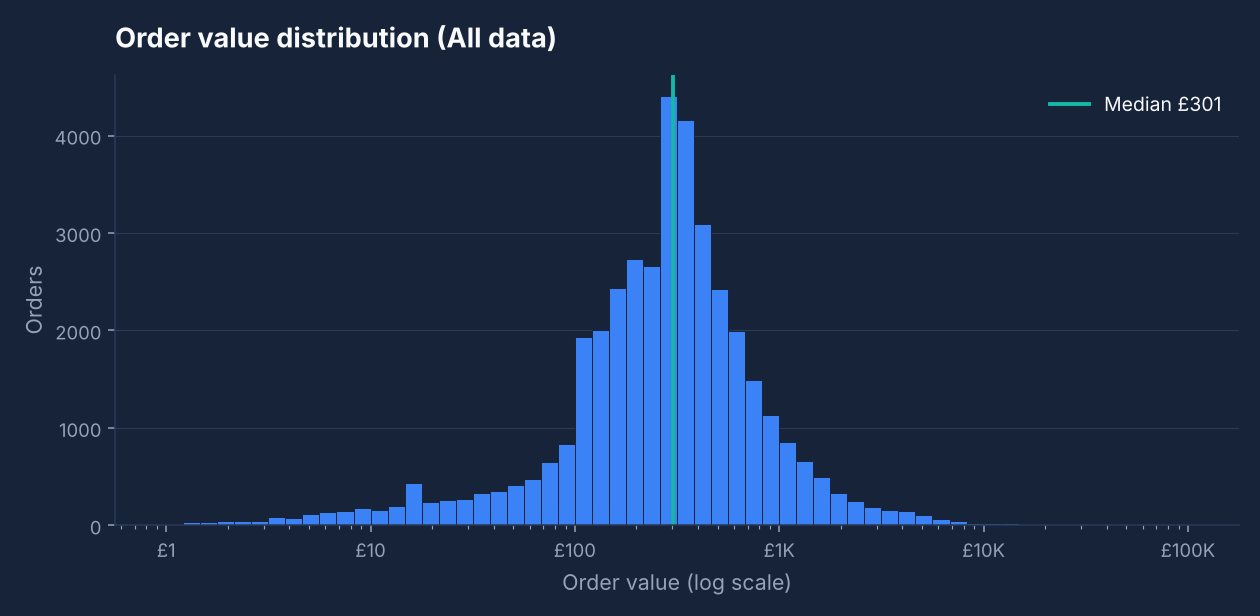 Order value distribution (All data)
Median £301
4000
3000
2000
1000
0
Orders
£1
£10
£100
£1K
£10K
£100K
Order value (log scale)